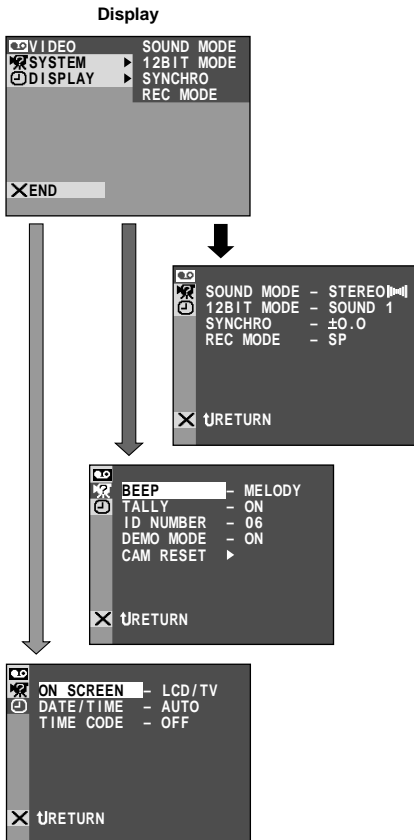 Display
VIDEO SOUND MODE
SYSTEM ▶ 12BIT MODE
DISPLAY ▶ SYNCHRO
REC MODE
END
SOUND MODE – STEREO
12BIT MODE – SOUND 1
SYNCHRO – ±0.0
REC MODE – SP
RETURN
BEEP – MELODY
TALLY – ON
ID NUMBER – 06
DEMO MODE – ON
CAM RESET ▶
RETURN
ON SCREEN – LCD/TV
DATE/TIME – AUTO
TIME CODE – OFF
RETURN